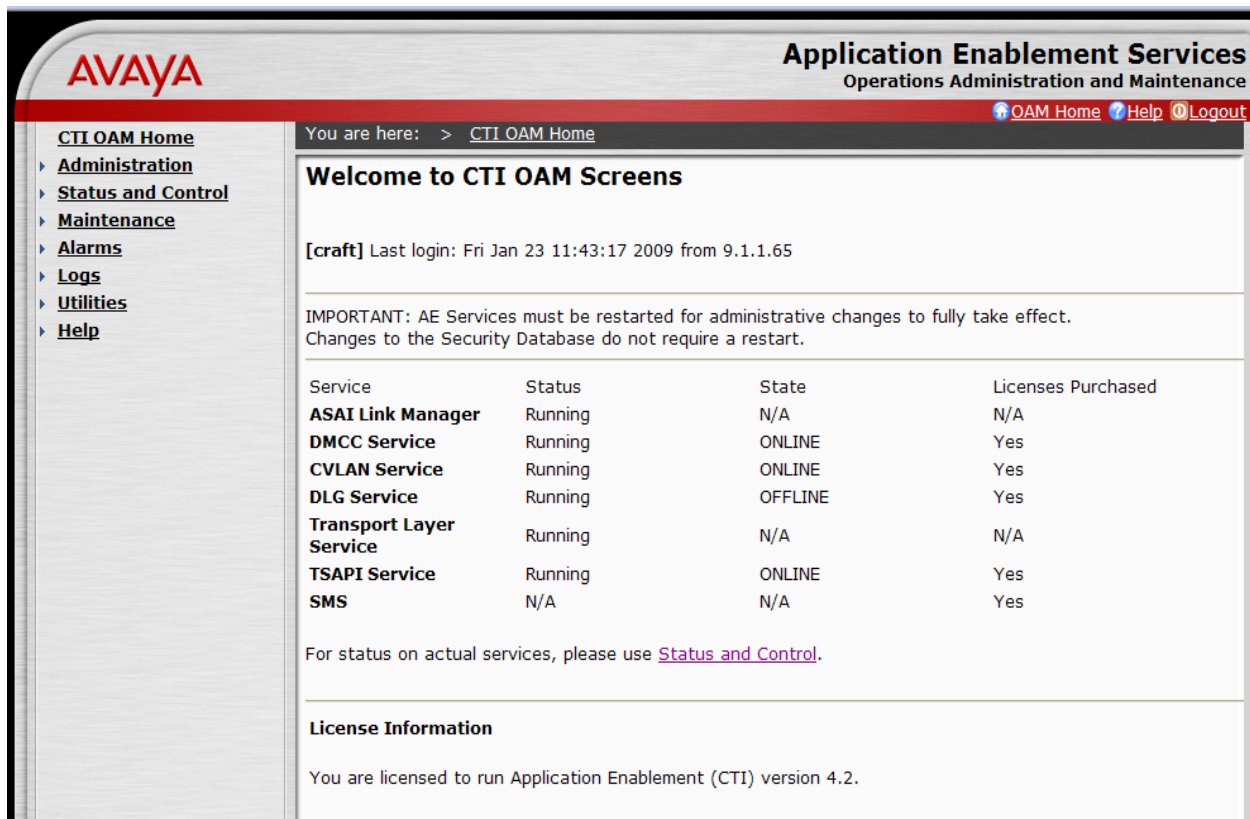 AVAYA
Application Enablement Services
Operations Administration and Maintenance
OAM Home Help Logout
CTI OAM Home
Administration
Status and Control
Maintenance
Alarms
Logs
Utilities
Help
You are here: > CTI OAM Home
Welcome to CTI OAM Screens
[craft] Last login: Fri Jan 23 11:43:17 2009 from 9.1.1.65
IMPORTANT: AE Services must be restarted for administrative changes to fully take effect.
Changes to the Security Database do not require a restart.
Service Status State Licenses Purchased
ASAI Link Manager Running N/A N/A
DMCC Service Running ONLINE Yes
CVLAN Service Running ONLINE Yes
DLG Service Running OFFLINE Yes
Transport Layer
Service Running N/A N/A
TSAPI Service Running ONLINE Yes
SMS N/A N/A Yes
For status on actual services, please use Status and Control.
License Information
You are licensed to run Application Enablement (CTI) version 4.2.